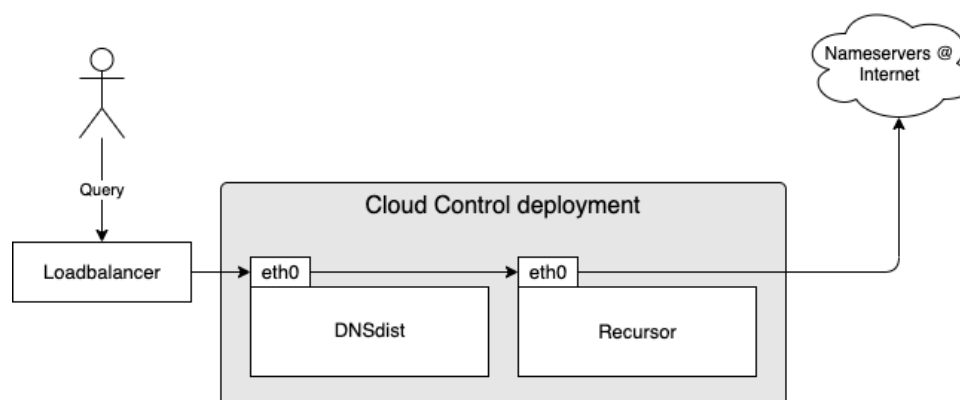 Nameservers @
Internet
Query
Cloud Control deployment
Loadbalancer
eth0
eth0
DNSdist
Recursor